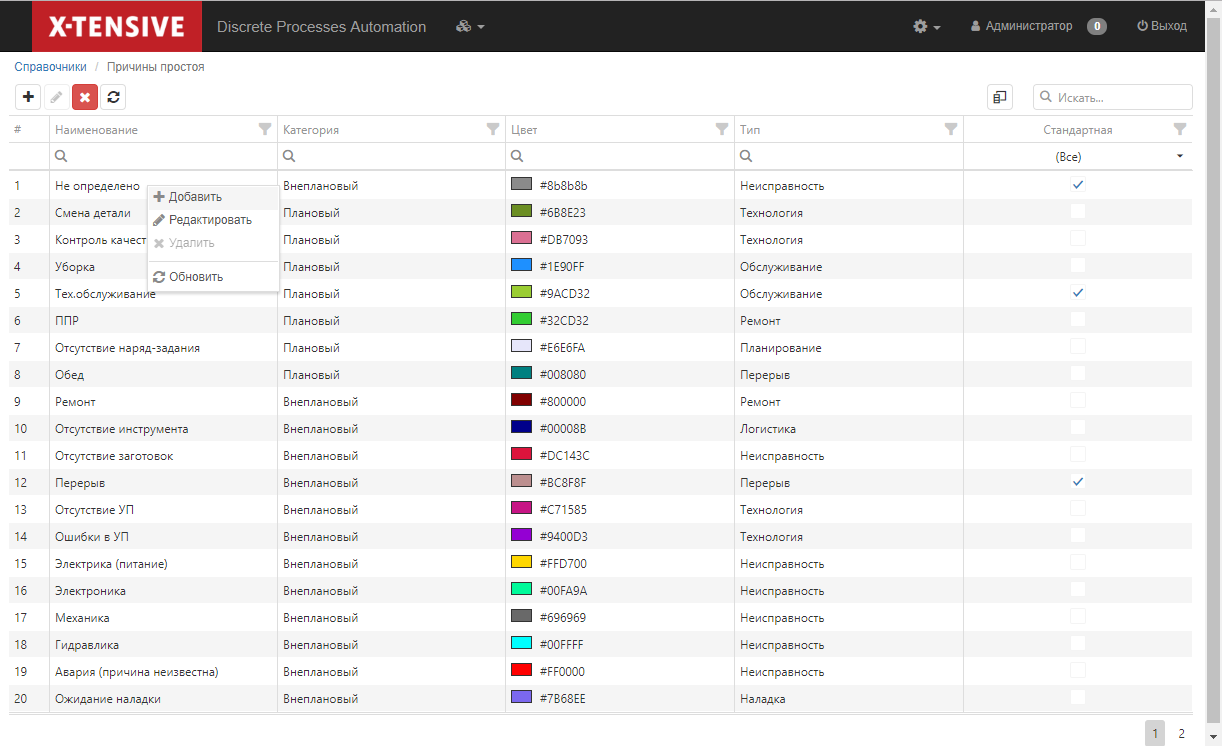 X-TENSIVE Discrete Processes Automation Администратор 0 Выход
Справочники / Причины простоя
Искать...
# Наименование Категория Цвет Тип Стандартная
(Все)
1 Не определено Внеплановый #8b8b8b Неисправность
Добавить
2 Смена детали Плановый #6B8E23 Технология
Редактировать
3 Контроль качест Плановый #DB7093 Технология
Удалить
4 Уборка Плановый #1E90FF Обслуживание
Обновить
5 Тех.обслуживание Плановый #9ACD32 Обслуживание
6 ППР Плановый #32CD32 Ремонт
7 Отсутствие наряд-задания Плановый #E6E6FA Планирование
8 Обед Плановый #008080 Перерыв
9 Ремонт Внеплановый #800000 Ремонт
10 Отсутствие инструмента Внеплановый #00008B Логистика
11 Отсутствие заготовок Внеплановый #DC143C Неисправность
12 Перерыв Внеплановый #BC8F8F Перерыв
13 Отсутствие УП Внеплановый #C71585 Технология
14 Ошибки в УП Внеплановый #9400D3 Технология
15 Электрика (питание) Внеплановый #FFD700 Неисправность
16 Электроника Внеплановый #00FA9A Неисправность
17 Механика Внеплановый #696969 Неисправность
18 Гидравлика Внеплановый #00FFFF Неисправность
19 Авария (причина неизвестна) Внеплановый #FF0000 Неисправность
20 Ожидание наладки Внеплановый #7B68EE Наладка
1 2